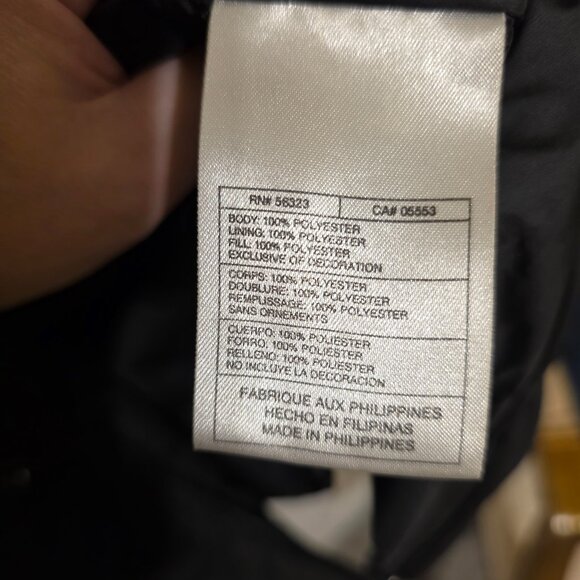 RN# 56323 CA# 05553
BODY: 100% POLYESTER
LINING: 100% POLYESTER
FILL: 100% POLYESTER
EXCLUSIVE OF DECORATION
CORPS: 100% POLYESTER
DOUBLURE: 100% POLYESTER
REMPLISSAGE: 100% POLYESTER
SANS ORNEMENTS
CUERPO: 100% POLIESTER
FORRO: 100% POLIESTER
RELLENO: 100% POLIESTER
NO INCLUYE LA DECORACION
FABRIQUE AUX PHILIPPINES
HECHO EN FILIPINAS
MADE IN PHILIPPINES